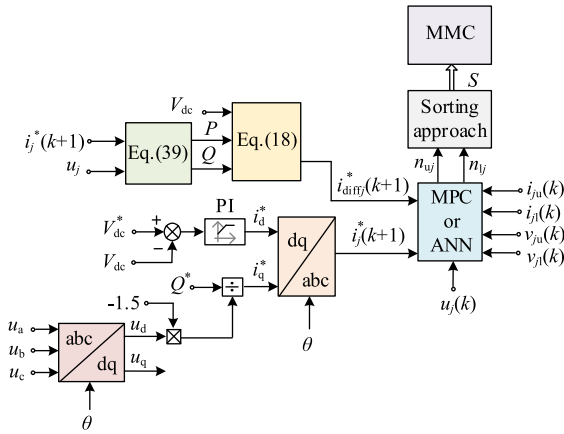 MMC
S
Sorting
approach
n_uj
n_lj
V_dc
i_j^*(k+1)
u_j
Eq.(39)
P
Q
Eq.(18)
i_diffj^*(k+1)
MPC
or
ANN
i_ju(k)
i_jl(k)
v_ju(k)
v_jl(k)
u_j(k)
V_dc^*
+
−
V_dc
PI
i_d^*
dq
abc
i_j^*(k+1)
Q^*
÷
i_q^*
θ
-1.5
u_a
u_b
u_c
abc
dq
u_d
u_q
θ